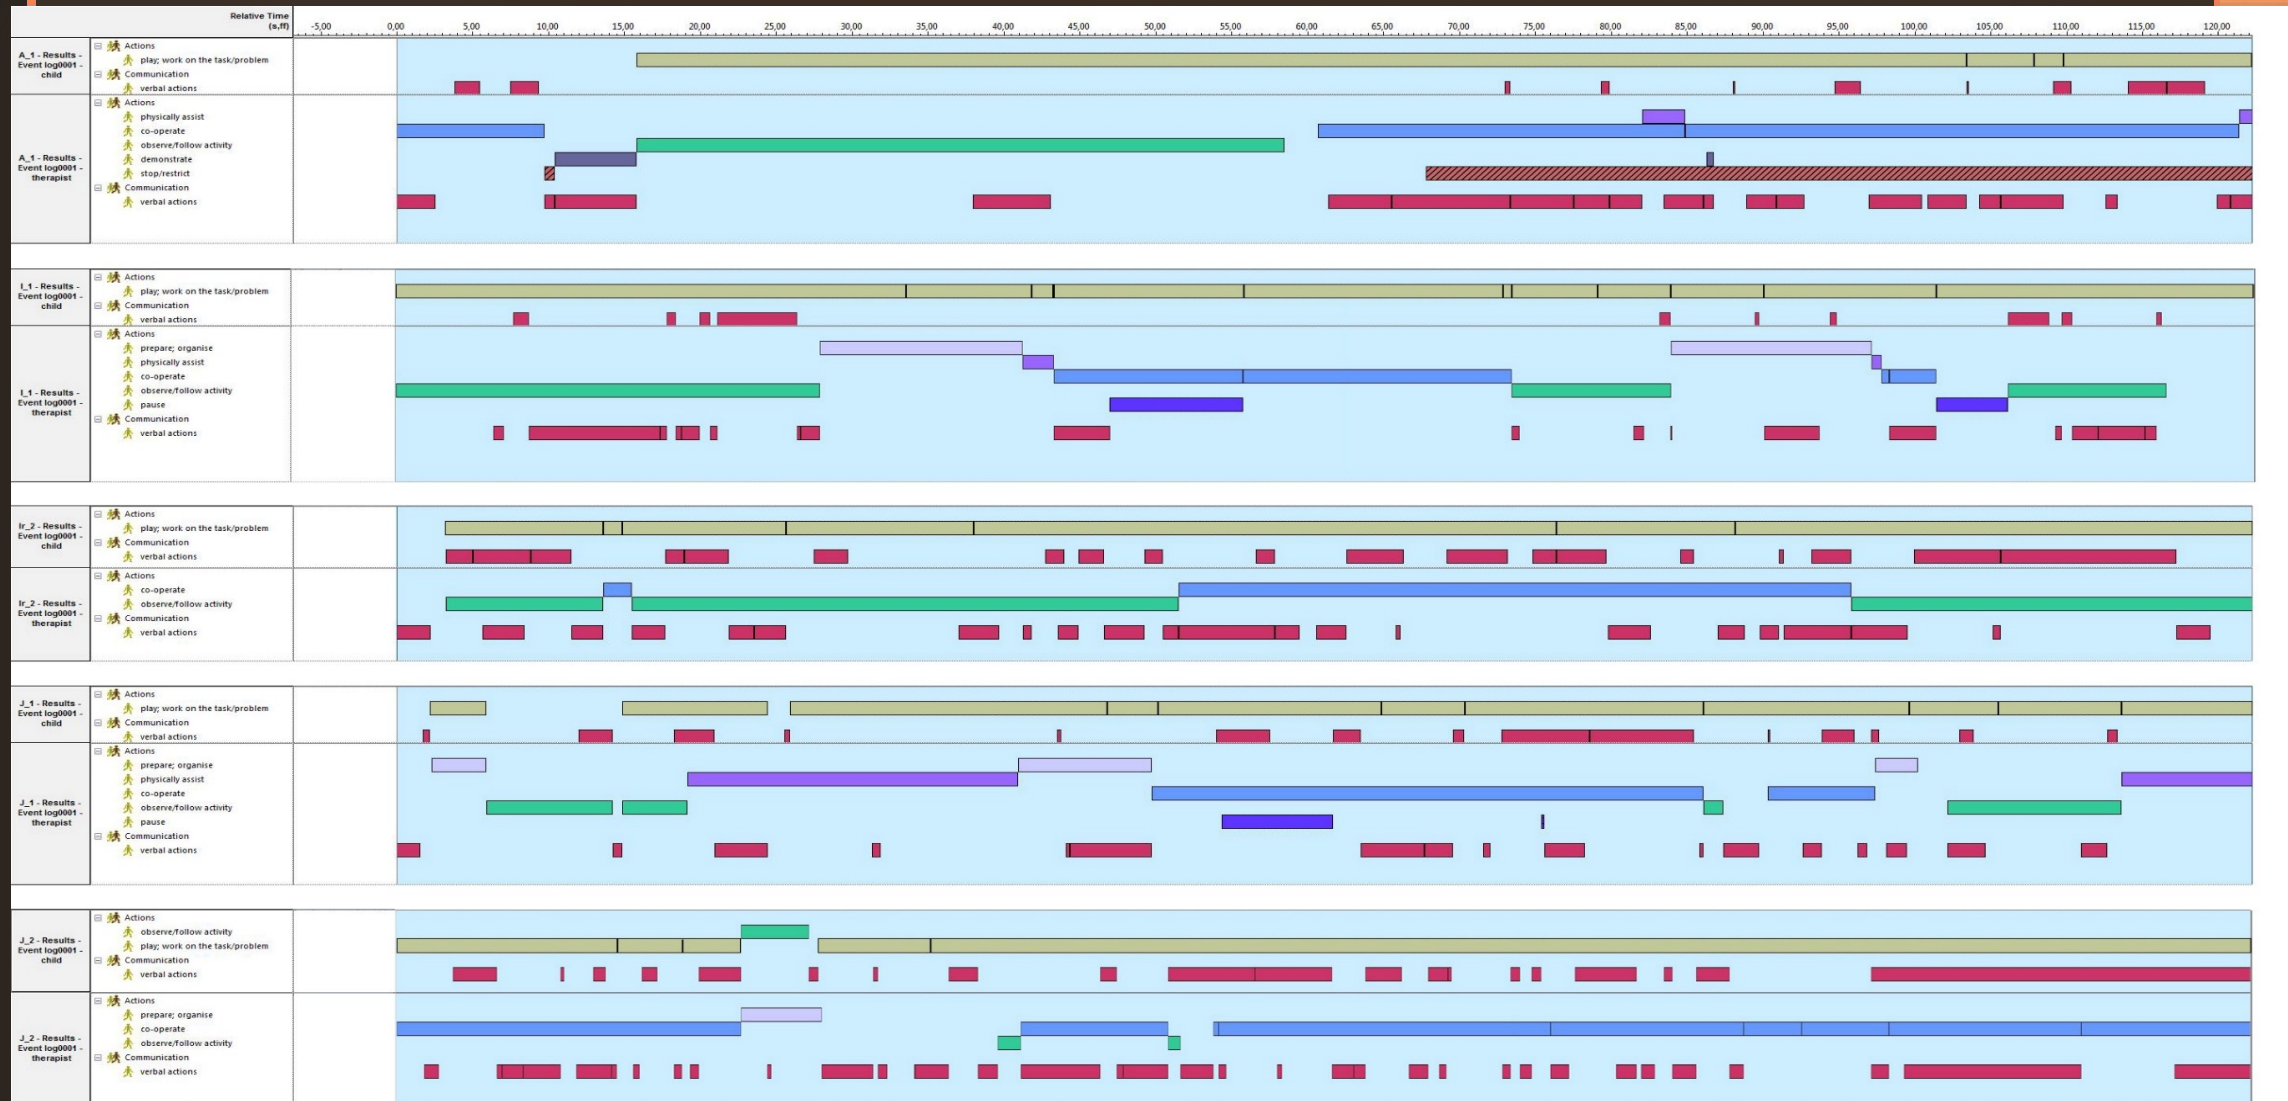 Relative Time
(s,ff)
-5,00 0,00 5,00 10,00 15,00 20,00 25,00 30,00 35,00 40,00 45,00 50,00 55,00 60,00 65,00 70,00 75,00 80,00 85,00 90,00 95,00 100,00 105,00 110,00 115,00 120,00
A_1 - Results -
Event log0001 -
child
Actions
play; work on the task/problem
Communication
verbal actions
A_1 - Results -
Event log0001 -
therapist
Actions
physically assist
co-operate
observe/follow activity
demonstrate
stop/restrict
Communication
verbal actions
I_1 - Results -
Event log0001 -
child
Actions
play; work on the task/problem
Communication
verbal actions
I_1 - Results -
Event log0001 -
therapist
Actions
prepare; organise
physically assist
co-operate
observe/follow activity
pause
Communication
verbal actions
Ir_2 - Results -
Event log0001 -
child
Actions
play; work on the task/problem
Communication
verbal actions
Ir_2 - Results -
Event log0001 -
therapist
Actions
co-operate
observe/follow activity
Communication
verbal actions
J_1 - Results -
Event log0001 -
child
Actions
play; work on the task/problem
Communication
verbal actions
J_1 - Results -
Event log0001 -
therapist
Actions
prepare; organise
physically assist
co-operate
observe/follow activity
pause
Communication
verbal actions
J_2 - Results -
Event log0001 -
child
Actions
observe/follow activity
play; work on the task/problem
Communication
verbal actions
J_2 - Results -
Event log0001 -
therapist
Actions
prepare; organise
co-operate
observe/follow activity
Communication
verbal actions